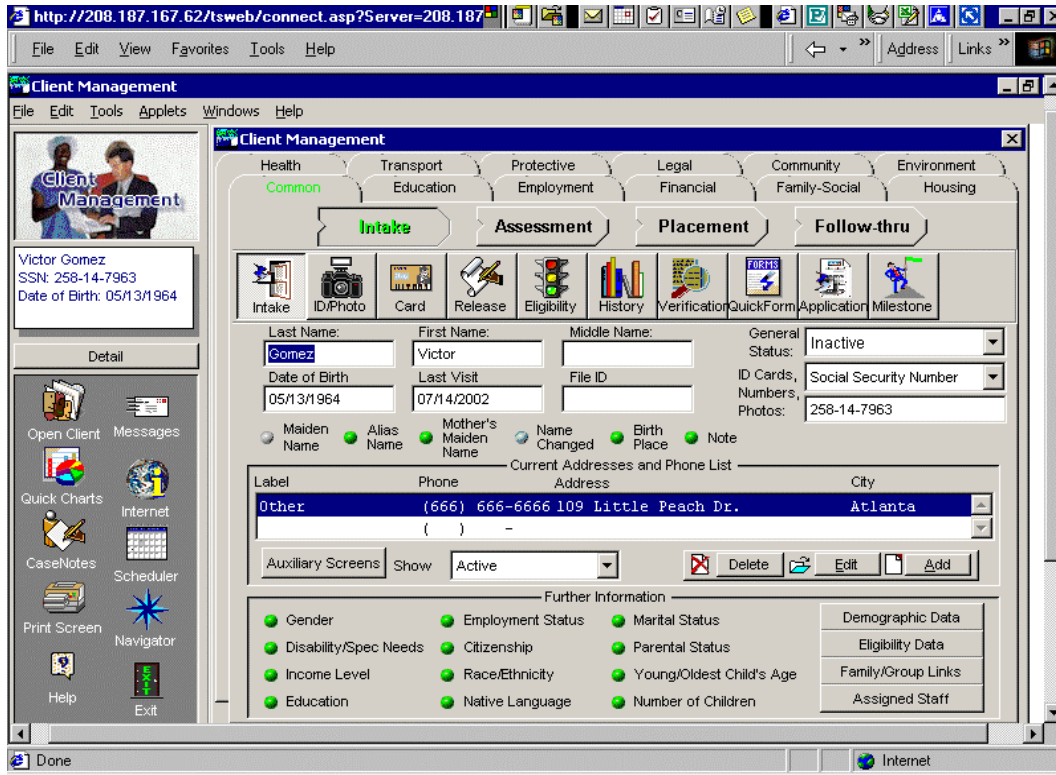 http://208.187.167.62/tsweb/connect.asp?Server=208.187
File Edit View Favorites Tools Help
Address Links »
Client Management
File Edit Tools Applets Windows Help
Client Management
Client Management
Health Transport Protective Legal Community Environment
Common Education Employment Financial Family-Social Housing
Intake Assessment Placement Follow-thru
Victor Gomez
SSN: 258-14-7963
Date of Birth: 05/13/1964
Detail
Open Client Messages
Quick Charts Internet
CaseNotes Scheduler
Print Screen Navigator
Help EXIT Exit
Intake ID/Photo Card Release Eligibility History Verification FORMS QuickForm Application Milestone
Last Name: First Name: Middle Name: General Status: Inactive
Gomez Victor
Date of Birth Last Visit File ID ID Cards, Numbers, Photos: Social Security Number
05/13/1964 07/14/2002 258-14-7963
Maiden Name Alias Name Mother's Maiden Name Name Changed Birth Place Note
Current Addresses and Phone List
Label Phone Address City
Other (666) 666-6666 109 Little Peach Dr. Atlanta
( ) -
Auxiliary Screens Show Active Delete Edit Add
Further Information
Gender Employment Status Marital Status Demographic Data
Disability/Spec Needs Citizenship Parental Status Eligibility Data
Income Level Race/Ethnicity Young/Oldest Child's Age Family/Group Links
Education Native Language Number of Children Assigned Staff
Done Internet